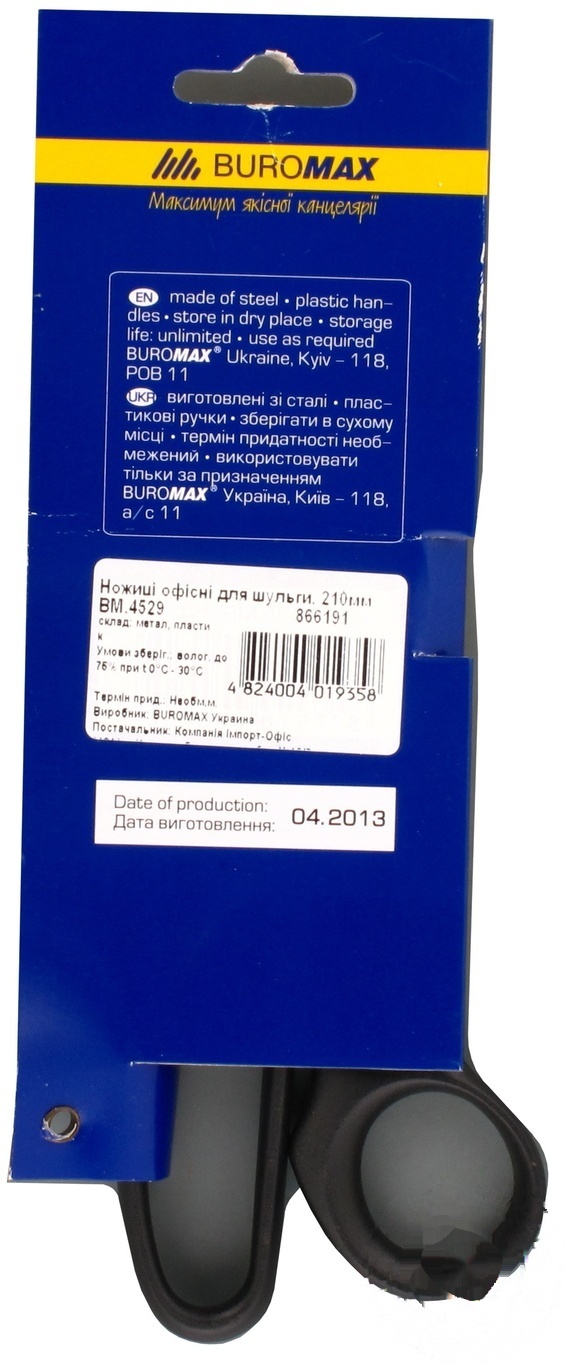 BUROMAX
Максимум якісної канцелярії
EN made of steel • plastic han-
dles • store in dry place • storage
life: unlimited • use as required
BUROMAX® Ukraine, Kyiv – 118,
POB 11
UKR виготовлені зі сталі • плас-
тикові ручки • зберігати в сухому
місці • термін придатності необ-
межений • використовувати
тільки за призначенням
BUROMAX® Україна, Київ – 118,
а/с 11
Ножиці офісні для шульги, 210мм
BM.4529 866191
склад: метал, пласти
к
Умови зберіг.: волог. до
75% при t 0°С - 30°С
4 824004 019358
Термін прид.: Необм.м.
Виробник: BUROMAX Украина
Постачальник: Компанія Імпорт-Офіс
Date of production:
Дата виготовлення: 04.2013